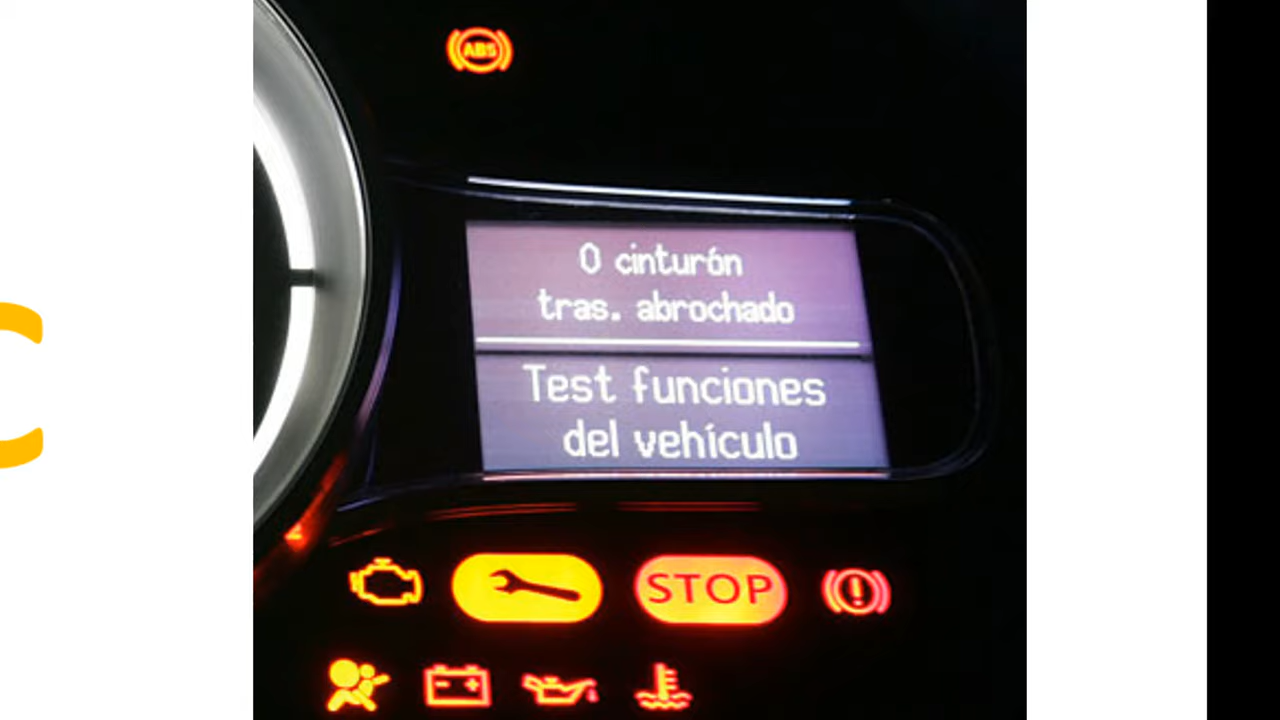 ABS
0 cinturón
tras. abrochado
Test funciones
del vehículo
STOP